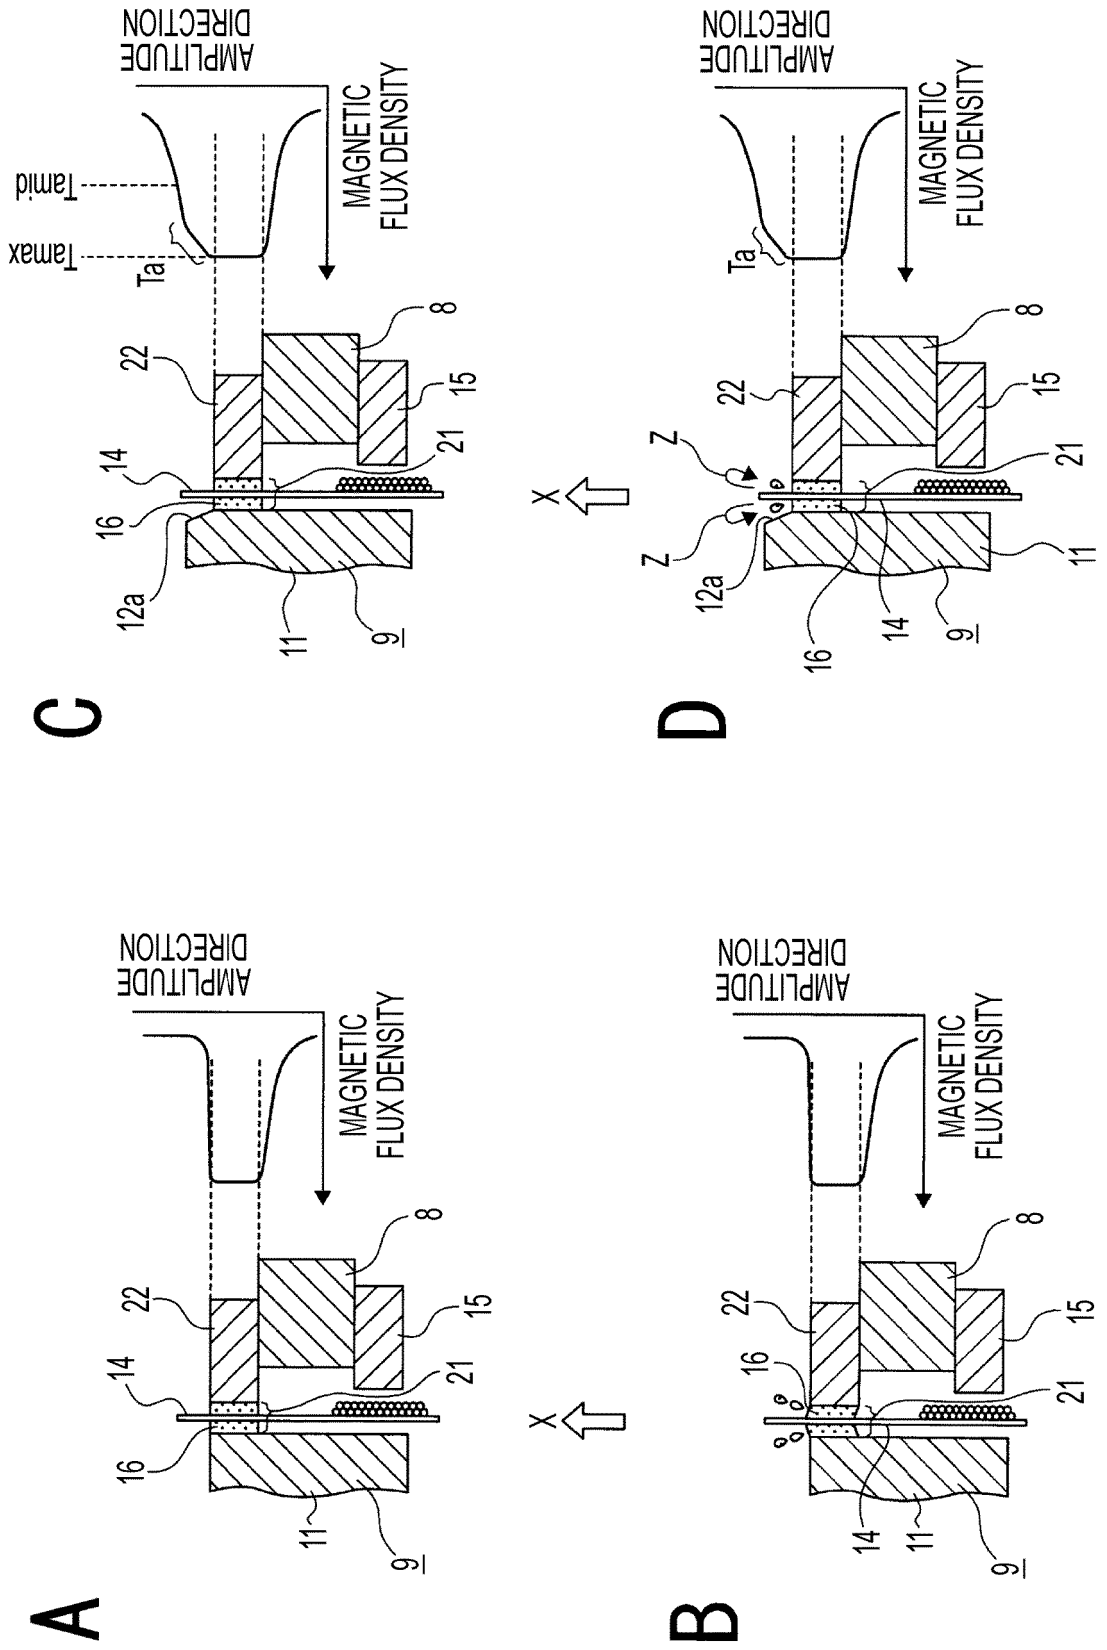 A
16
14
22
8
11
9
21
15
AMPLITUDE
DIRECTION
MAGNETIC
FLUX DENSITY
X
B
16
22
8
14
11
9
21
15
AMPLITUDE
DIRECTION
MAGNETIC
FLUX DENSITY
C
12a
16
14
22
8
11
9
21
15
Ta
Tamax
Tamid
AMPLITUDE
DIRECTION
MAGNETIC
FLUX DENSITY
X
D
Z
Z
12a
22
8
16
14
9
11
21
15
Ta
AMPLITUDE
DIRECTION
MAGNETIC
FLUX DENSITY